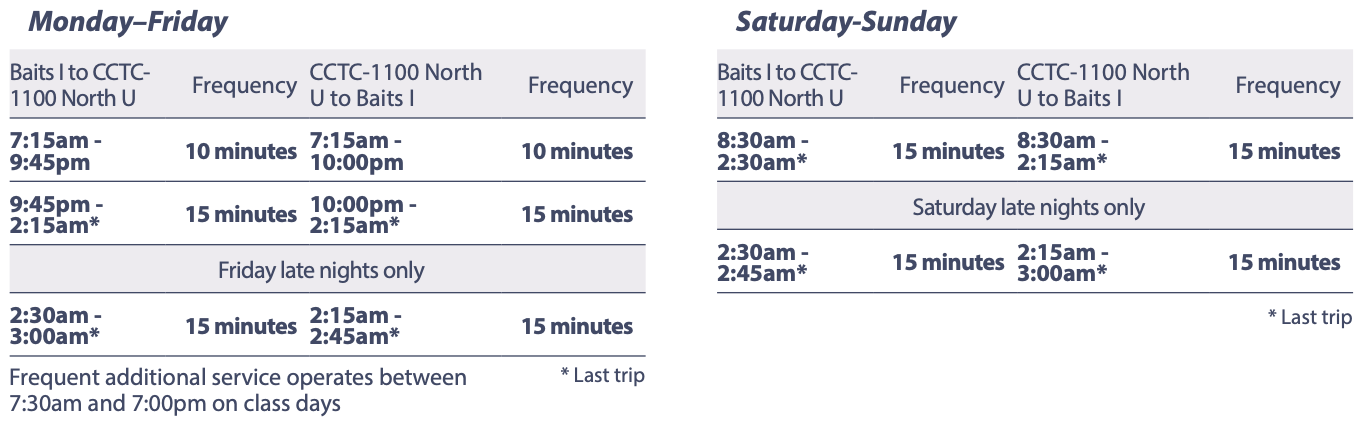 Monday–Friday
Baits I to CCTC-
1100 North U
Frequency
CCTC-1100 North
U to Baits I
Frequency
7:15am -
9:45pm
10 minutes
7:15am -
10:00pm
10 minutes
9:45pm -
2:15am*
15 minutes
10:00pm -
2:15am*
15 minutes
Friday late nights only
2:30am -
3:00am*
15 minutes
2:15am -
2:45am*
15 minutes
Frequent additional service operates between
7:30am and 7:00pm on class days
* Last trip
Saturday-Sunday
Baits I to CCTC-
1100 North U
Frequency
CCTC-1100 North
U to Baits I
Frequency
8:30am -
2:30am*
15 minutes
8:30am -
2:15am*
15 minutes
Saturday late nights only
2:30am -
2:45am*
15 minutes
2:15am -
3:00am*
15 minutes
* Last trip